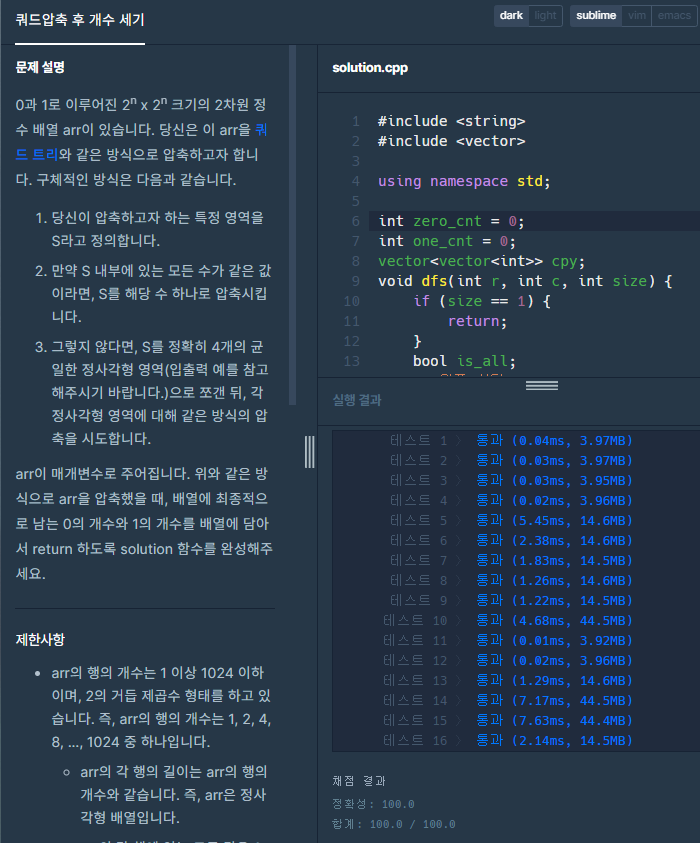 쿼드압축 후 개수 세기
dark light sublime vim emacs
문제 설명
0과 1로 이루어진 2n x 2n 크기의 2차원 정
수 배열 arr이 있습니다. 당신은 이 arr을 쿼
드 트리와 같은 방식으로 압축하고자 합니
다. 구체적인 방식은 다음과 같습니다.
1. 당신이 압축하고자 하는 특정 영역을
S라고 정의합니다.
2. 만약 S 내부에 있는 모든 수가 같은 값
이라면, S를 해당 수 하나로 압축시킵
니다.
3. 그렇지 않다면, S를 정확히 4개의 균
일한 정사각형 영역(입출력 예를 참고
해주시기 바랍니다.)으로 쪼갠 뒤, 각
정사각형 영역에 대해 같은 방식의 압
축을 시도합니다.
arr이 매개변수로 주어집니다. 위와 같은 방
식으로 arr을 압축했을 때, 배열에 최종적으
로 남는 0의 개수와 1의 개수를 배열에 담아
서 return 하도록 solution 함수를 완성해주
세요.
제한사항
• arr의 행의 개수는 1 이상 1024 이하
이며, 2의 거듭 제곱수 형태를 하고 있
습니다. 즉, arr의 행의 개수는 1, 2, 4,
8, ..., 1024 중 하나입니다.
◦ arr의 각 행의 길이는 arr의 행의
개수와 같습니다. 즉, arr은 정사
각형 배열입니다.
solution.cpp
1 #include <string>
2 #include <vector>
3
4 using namespace std;
5
6 int zero_cnt = 0;
7 int one_cnt = 0;
8 vector<vector<int>> cpy;
9 void dfs(int r, int c, int size) {
10 if (size == 1) {
11 return;
12 }
13 bool is_all;
실행 결과
테스트 1 〉 통과 (0.04ms, 3.97MB)
테스트 2 〉 통과 (0.03ms, 3.97MB)
테스트 3 〉 통과 (0.03ms, 3.95MB)
테스트 4 〉 통과 (0.02ms, 3.96MB)
테스트 5 〉 통과 (5.45ms, 14.6MB)
테스트 6 〉 통과 (2.38ms, 14.6MB)
테스트 7 〉 통과 (1.83ms, 14.5MB)
테스트 8 〉 통과 (1.26ms, 14.6MB)
테스트 9 〉 통과 (1.22ms, 14.5MB)
테스트 10 〉 통과 (4.68ms, 44.5MB)
테스트 11 〉 통과 (0.01ms, 3.92MB)
테스트 12 〉 통과 (0.02ms, 3.96MB)
테스트 13 〉 통과 (1.29ms, 14.6MB)
테스트 14 〉 통과 (7.17ms, 44.5MB)
테스트 15 〉 통과 (7.63ms, 44.4MB)
테스트 16 〉 통과 (2.14ms, 14.5MB)
채점 결과
정확성: 100.0
합계: 100.0 / 100.0